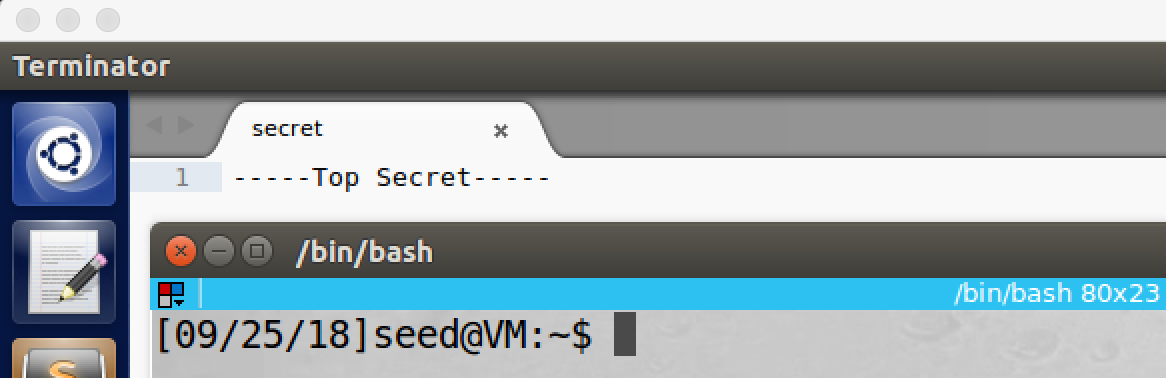 Terminator
secret
1 -----Top Secret-----
/bin/bash
/bin/bash 80x23
[09/25/18]seed@VM:~$